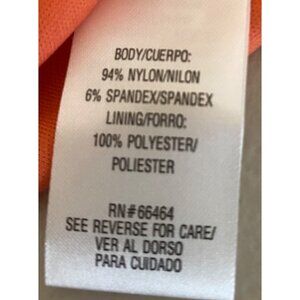 BODY/CUERPO:
94% NYLON/NILON
6% SPANDEX/SPANDEX
LINING/FORRO:
100% POLYESTER/
POLIESTER
RN#66464
SEE REVERSE FOR CARE/
VER AL DORSO
PARA CUIDADO